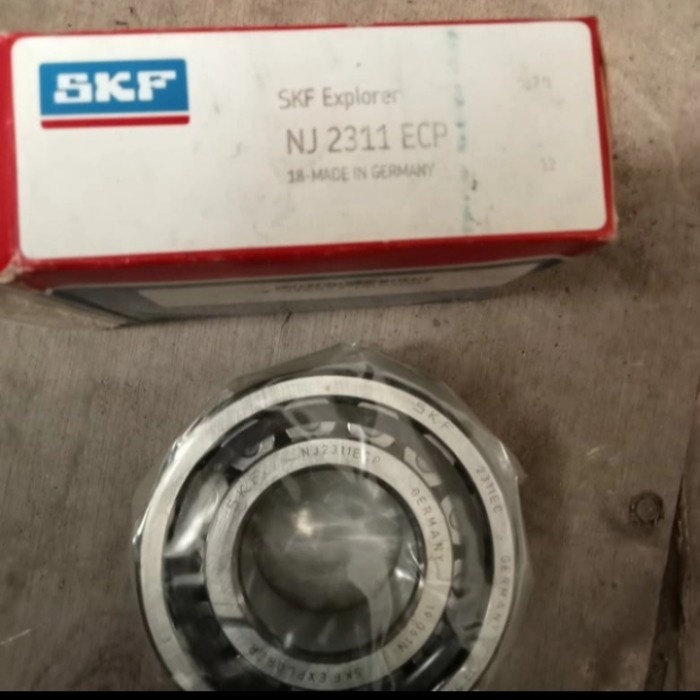 SKF
SKF Explorer
NJ 2311 ECP
18-MADE IN GERMANY
SKF
2311EC
GERMANY
SKF
NJ2311ECP
GERMANY
SKF EXPLORER